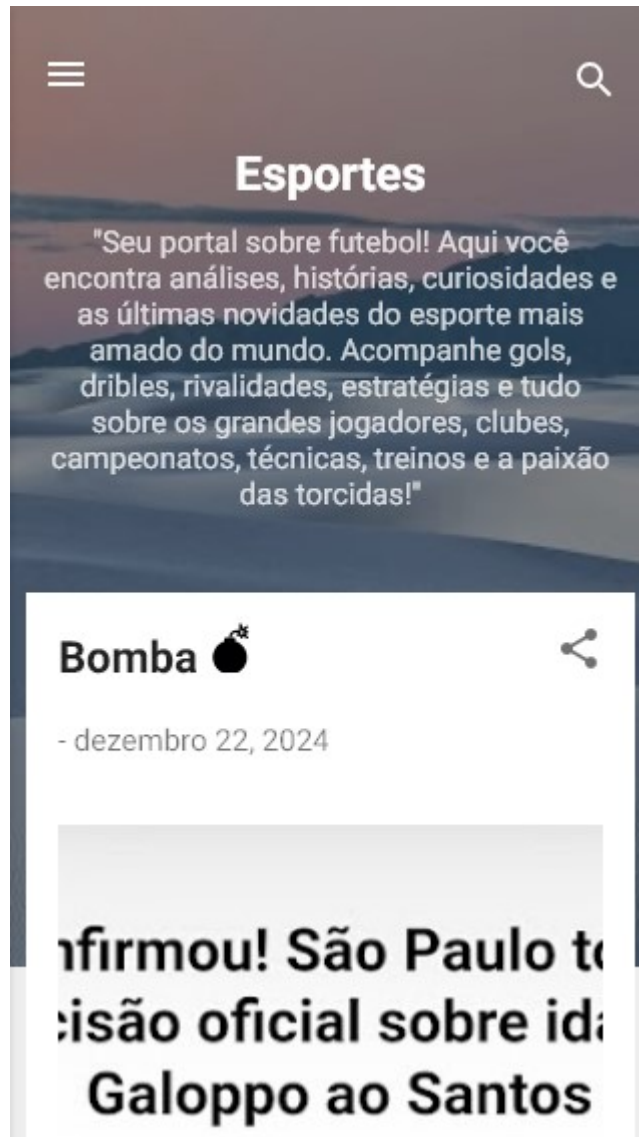 Esportes
"Seu portal sobre futebol! Aqui você
encontra análises, histórias, curiosidades e
as últimas novidades do esporte mais
amado do mundo. Acompanhe gols,
dribles, rivalidades, estratégias e tudo
sobre os grandes jogadores, clubes,
campeonatos, técnicas, treinos e a paixão
das torcidas!"
Bomba 💣
- dezembro 22, 2024
nfirmou! São Paulo to
cisão oficial sobre ida
Galoppo ao Santos